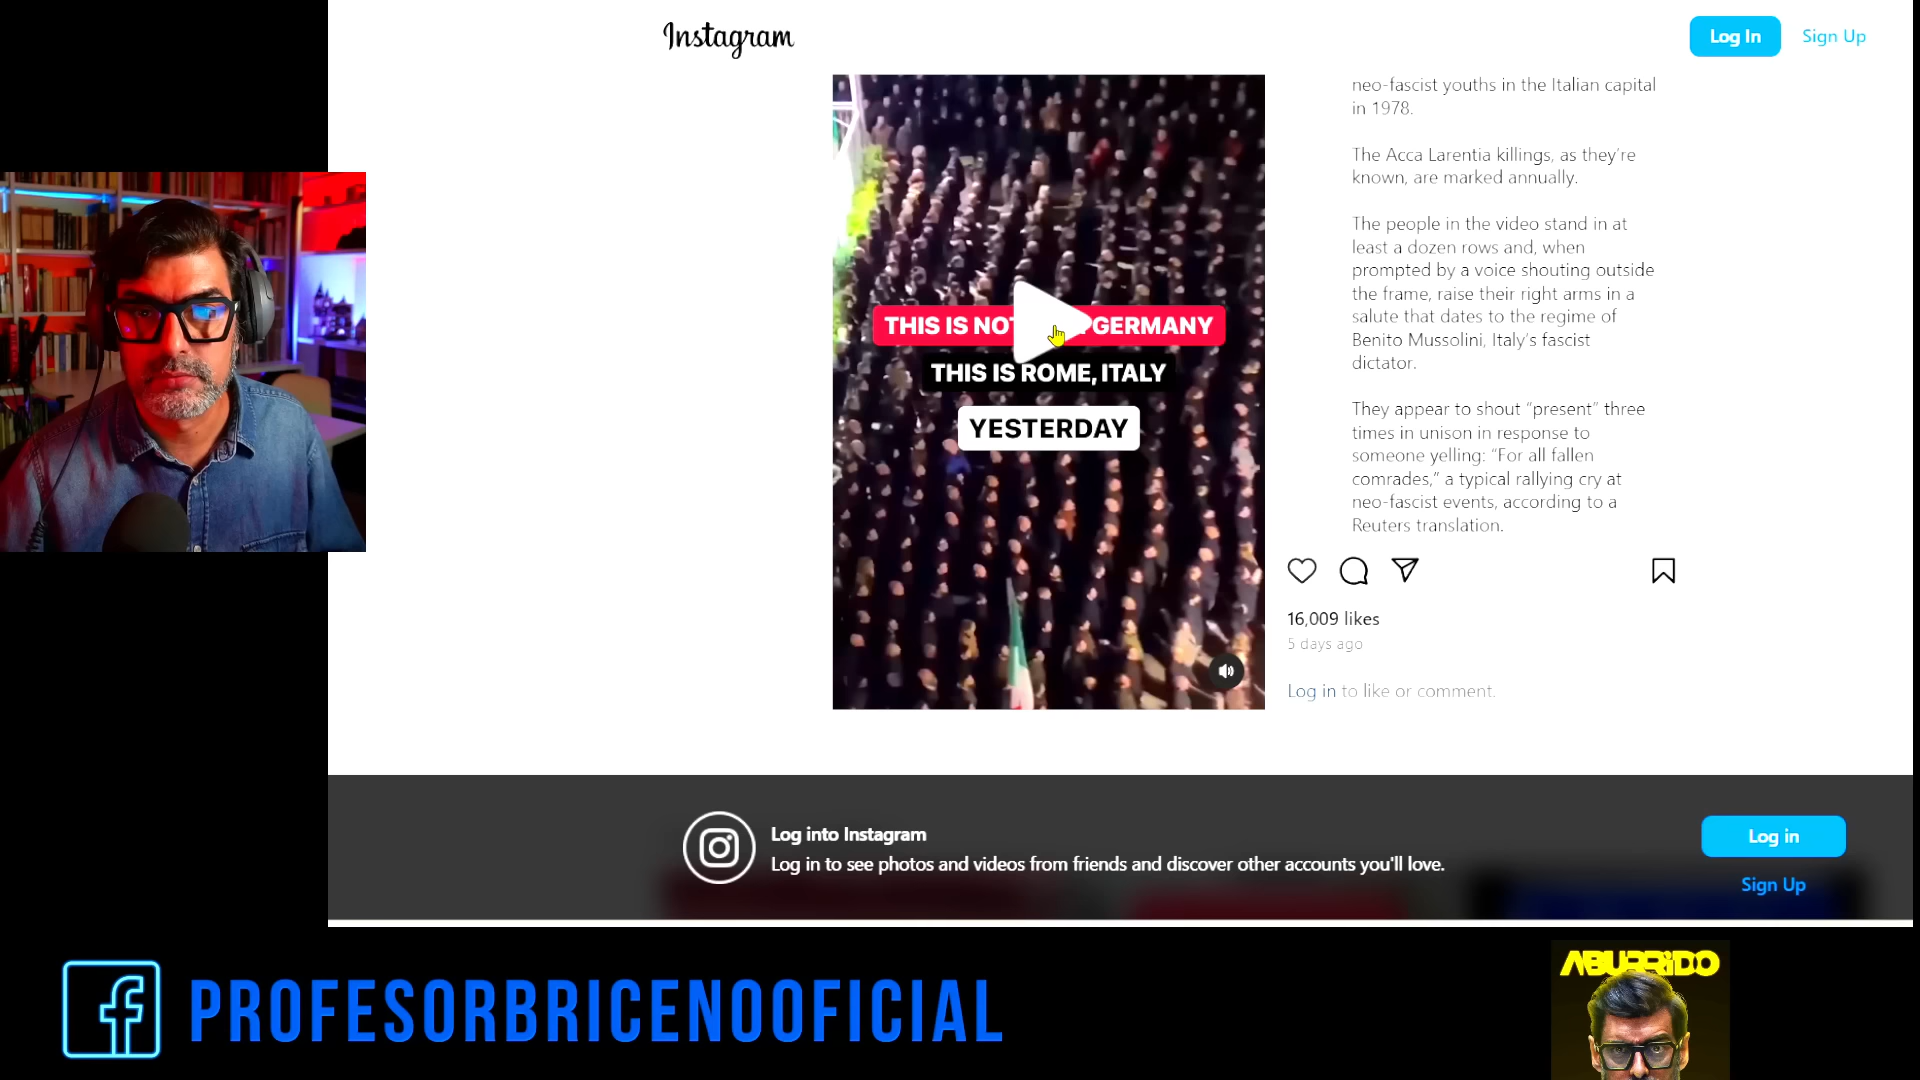 Instagram
Log In
Sign Up
neo-fascist youths in the Italian capital
in 1978.
The Acca Larentia killings, as they're
known, are marked annually.
The people in the video stand in at
least a dozen rows and, when
prompted by a voice shouting outside
the frame, raise their right arms in a
salute that dates to the regime of
Benito Mussolini, Italy's fascist
dictator.
They appear to shout "present" three
times in unison in response to
someone yelling: "For all fallen
comrades," a typical rallying cry at
neo-fascist events, according to a
Reuters translation.
THIS IS NOT GERMANY
THIS IS ROME, ITALY
YESTERDAY
16,009 likes
5 days ago
Log in to like or comment.
Log into Instagram
Log in to see photos and videos from friends and discover other accounts you'll love.
Log in
Sign Up
PROFESORBRICENOOFICIAL
ABURRIDO